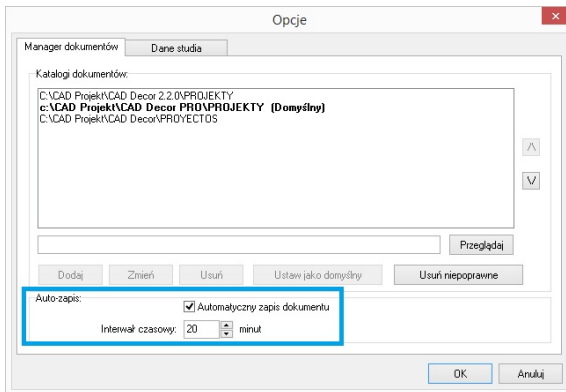 Opcje
Manager dokumentów
Dane studia
Katalogi dokumentów:
C:\CAD Projekt\CAD Decor 2.2.0\PROJEKTY
c:\CAD Projekt\CAD Decor PRO\PROJEKTY (Domyślny)
C:\CAD Projekt\CAD Decor\PROYECTOS
/\
\/
Przeglądaj
Dodaj
Zmień
Usuń
Ustaw jako domyślny
Usuń niepoprawne
Auto-zapis:
Automatyczny zapis dokumentu
Interwał czasowy: 20 minut
OK
Anuluj